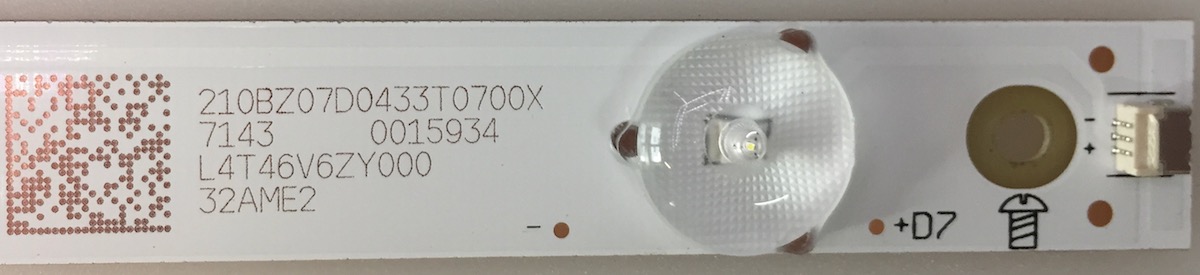 210BZ07D0433T0700X
7143 0015934
L4T46V6ZY000
32AME2
-
+D7
-
+